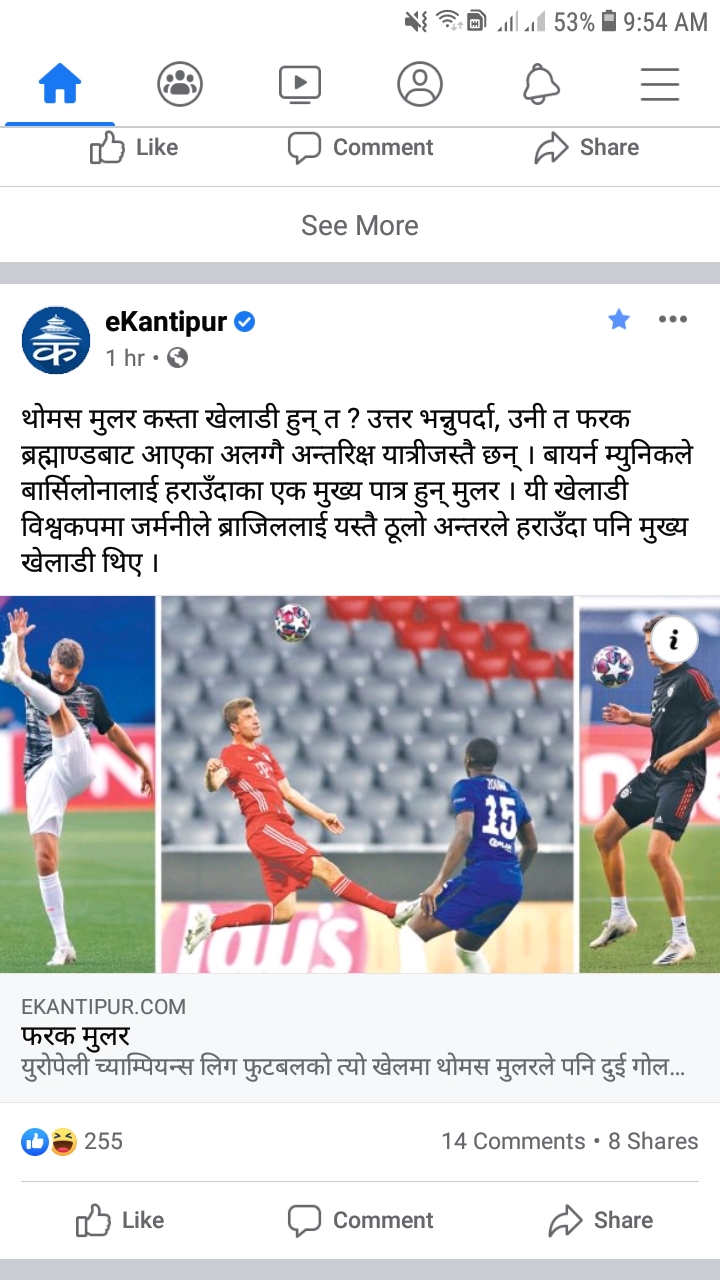 53% 9:54 AM
Like Comment Share
See More
eKantipur
1 hr •
थोमस मुलर कस्ता खेलाडी हुन् त ? उत्तर भन्नुपर्दा, उनी त फरक
ब्रह्माण्डबाट आएका अलग्गै अन्तरिक्ष यात्रीजस्तै छन् । बायर्न म्युनिकले
बार्सिलोनालाई हराउँदाका एक मुख्य पात्र हुन् मुलर । यी खेलाडी
विश्वकपमा जर्मनीले ब्राजिललाई यस्तै ठूलो अन्तरले हराउँदा पनि मुख्य
खेलाडी थिए ।
i
ZOUMA
15
EKANTIPUR.COM
फरक मुलर
युरोपेली च्याम्पियन्स लिग फुटबलको त्यो खेलमा थोमस मुलरले पनि दुई गोल...
255 14 Comments • 8 Shares
Like Comment Share